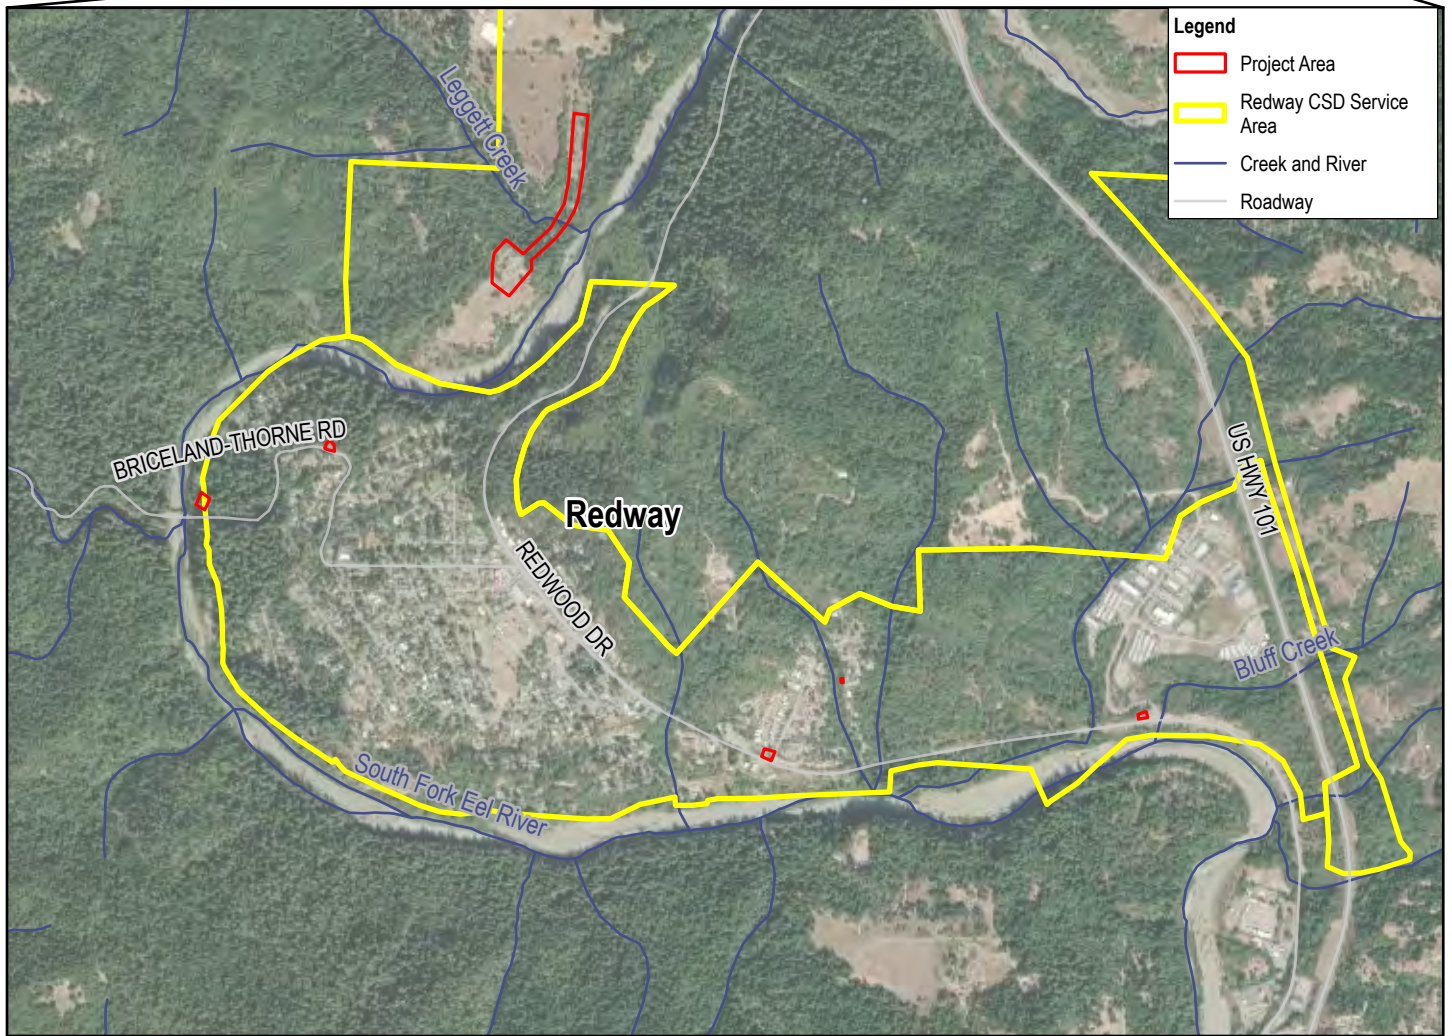 Legend
Project Area
Redway CSD Service
Area
Creek and River
Roadway
Leggett Creek
BRICELAND-THORNE RD
US HWY 101
Redway
REDWOOD DR
Bluff Creek
South Fork Eel River